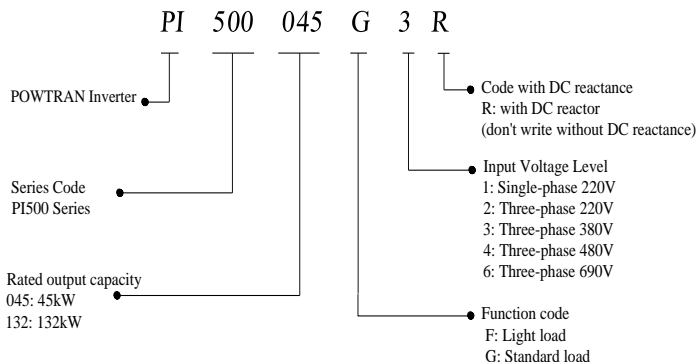 PI 500 045 G 3 R
POWTRAN Inverter
Code with DC reactance
R: with DC reactor
(don't write without DC reactance)
Series Code
PI500 Series
Input Voltage Level
1: Single-phase 220V
2: Three-phase 220V
3: Three-phase 380V
4: Three-phase 480V
6: Three-phase 690V
Rated output capacity
045: 45kW
132: 132kW
Function code
F: Light load
G: Standard load